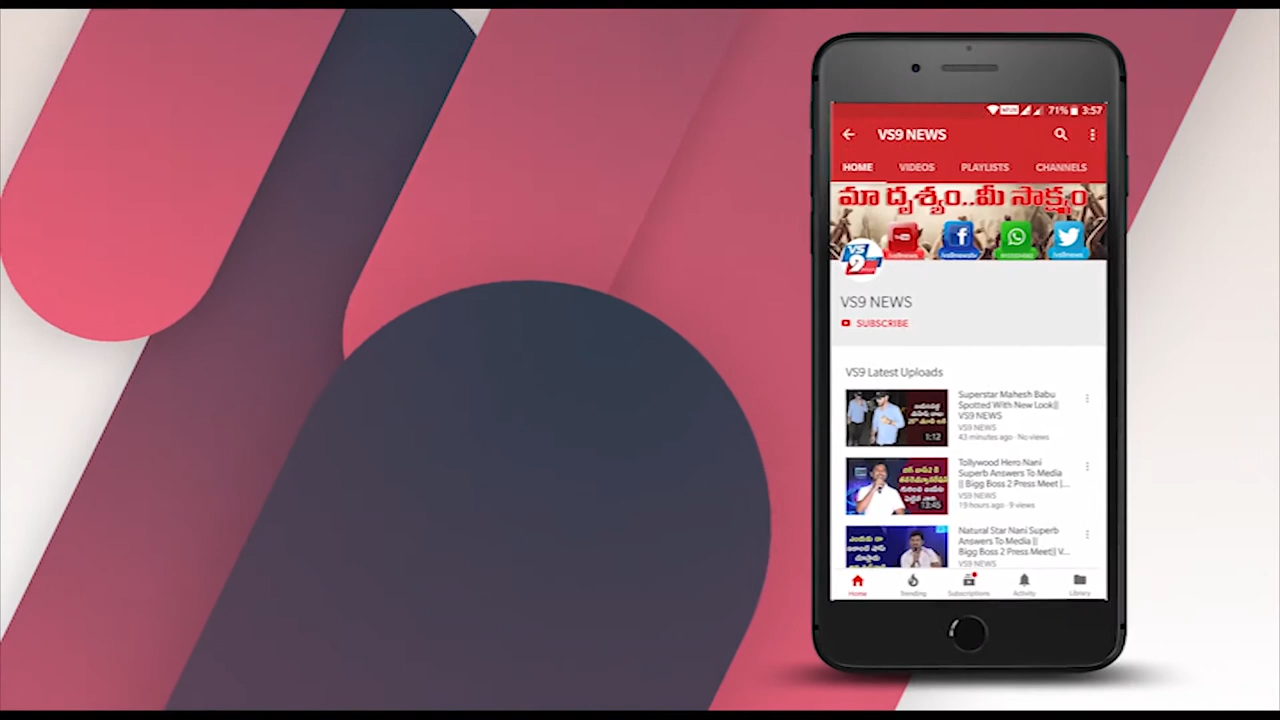 71% 3:57
VS9 NEWS
HOME VIDEOS PLAYLISTS CHANNELS
మా దృశ్యం..మీ సాక్ష్యం
VS
9
VS9 NEWS
SUBSCRIBE
VS9 Latest Uploads
Superstar Mahesh Babu
Spotted With New Look||
VS9 NEWS
VS9 NEWS
43 minutes ago · No views
1:12
Tollywood Hero Nani
Superb Answers To Media
|| Bigg Boss 2 Press Meet |...
VS9 NEWS
19 hours ago · 9 views
13:45
Natural Star Nani Superb
Answers To Media ||
Bigg Boss 2 Press Meet|| V...
VS9 NEWS
Home Trending Subscriptions Activity Library